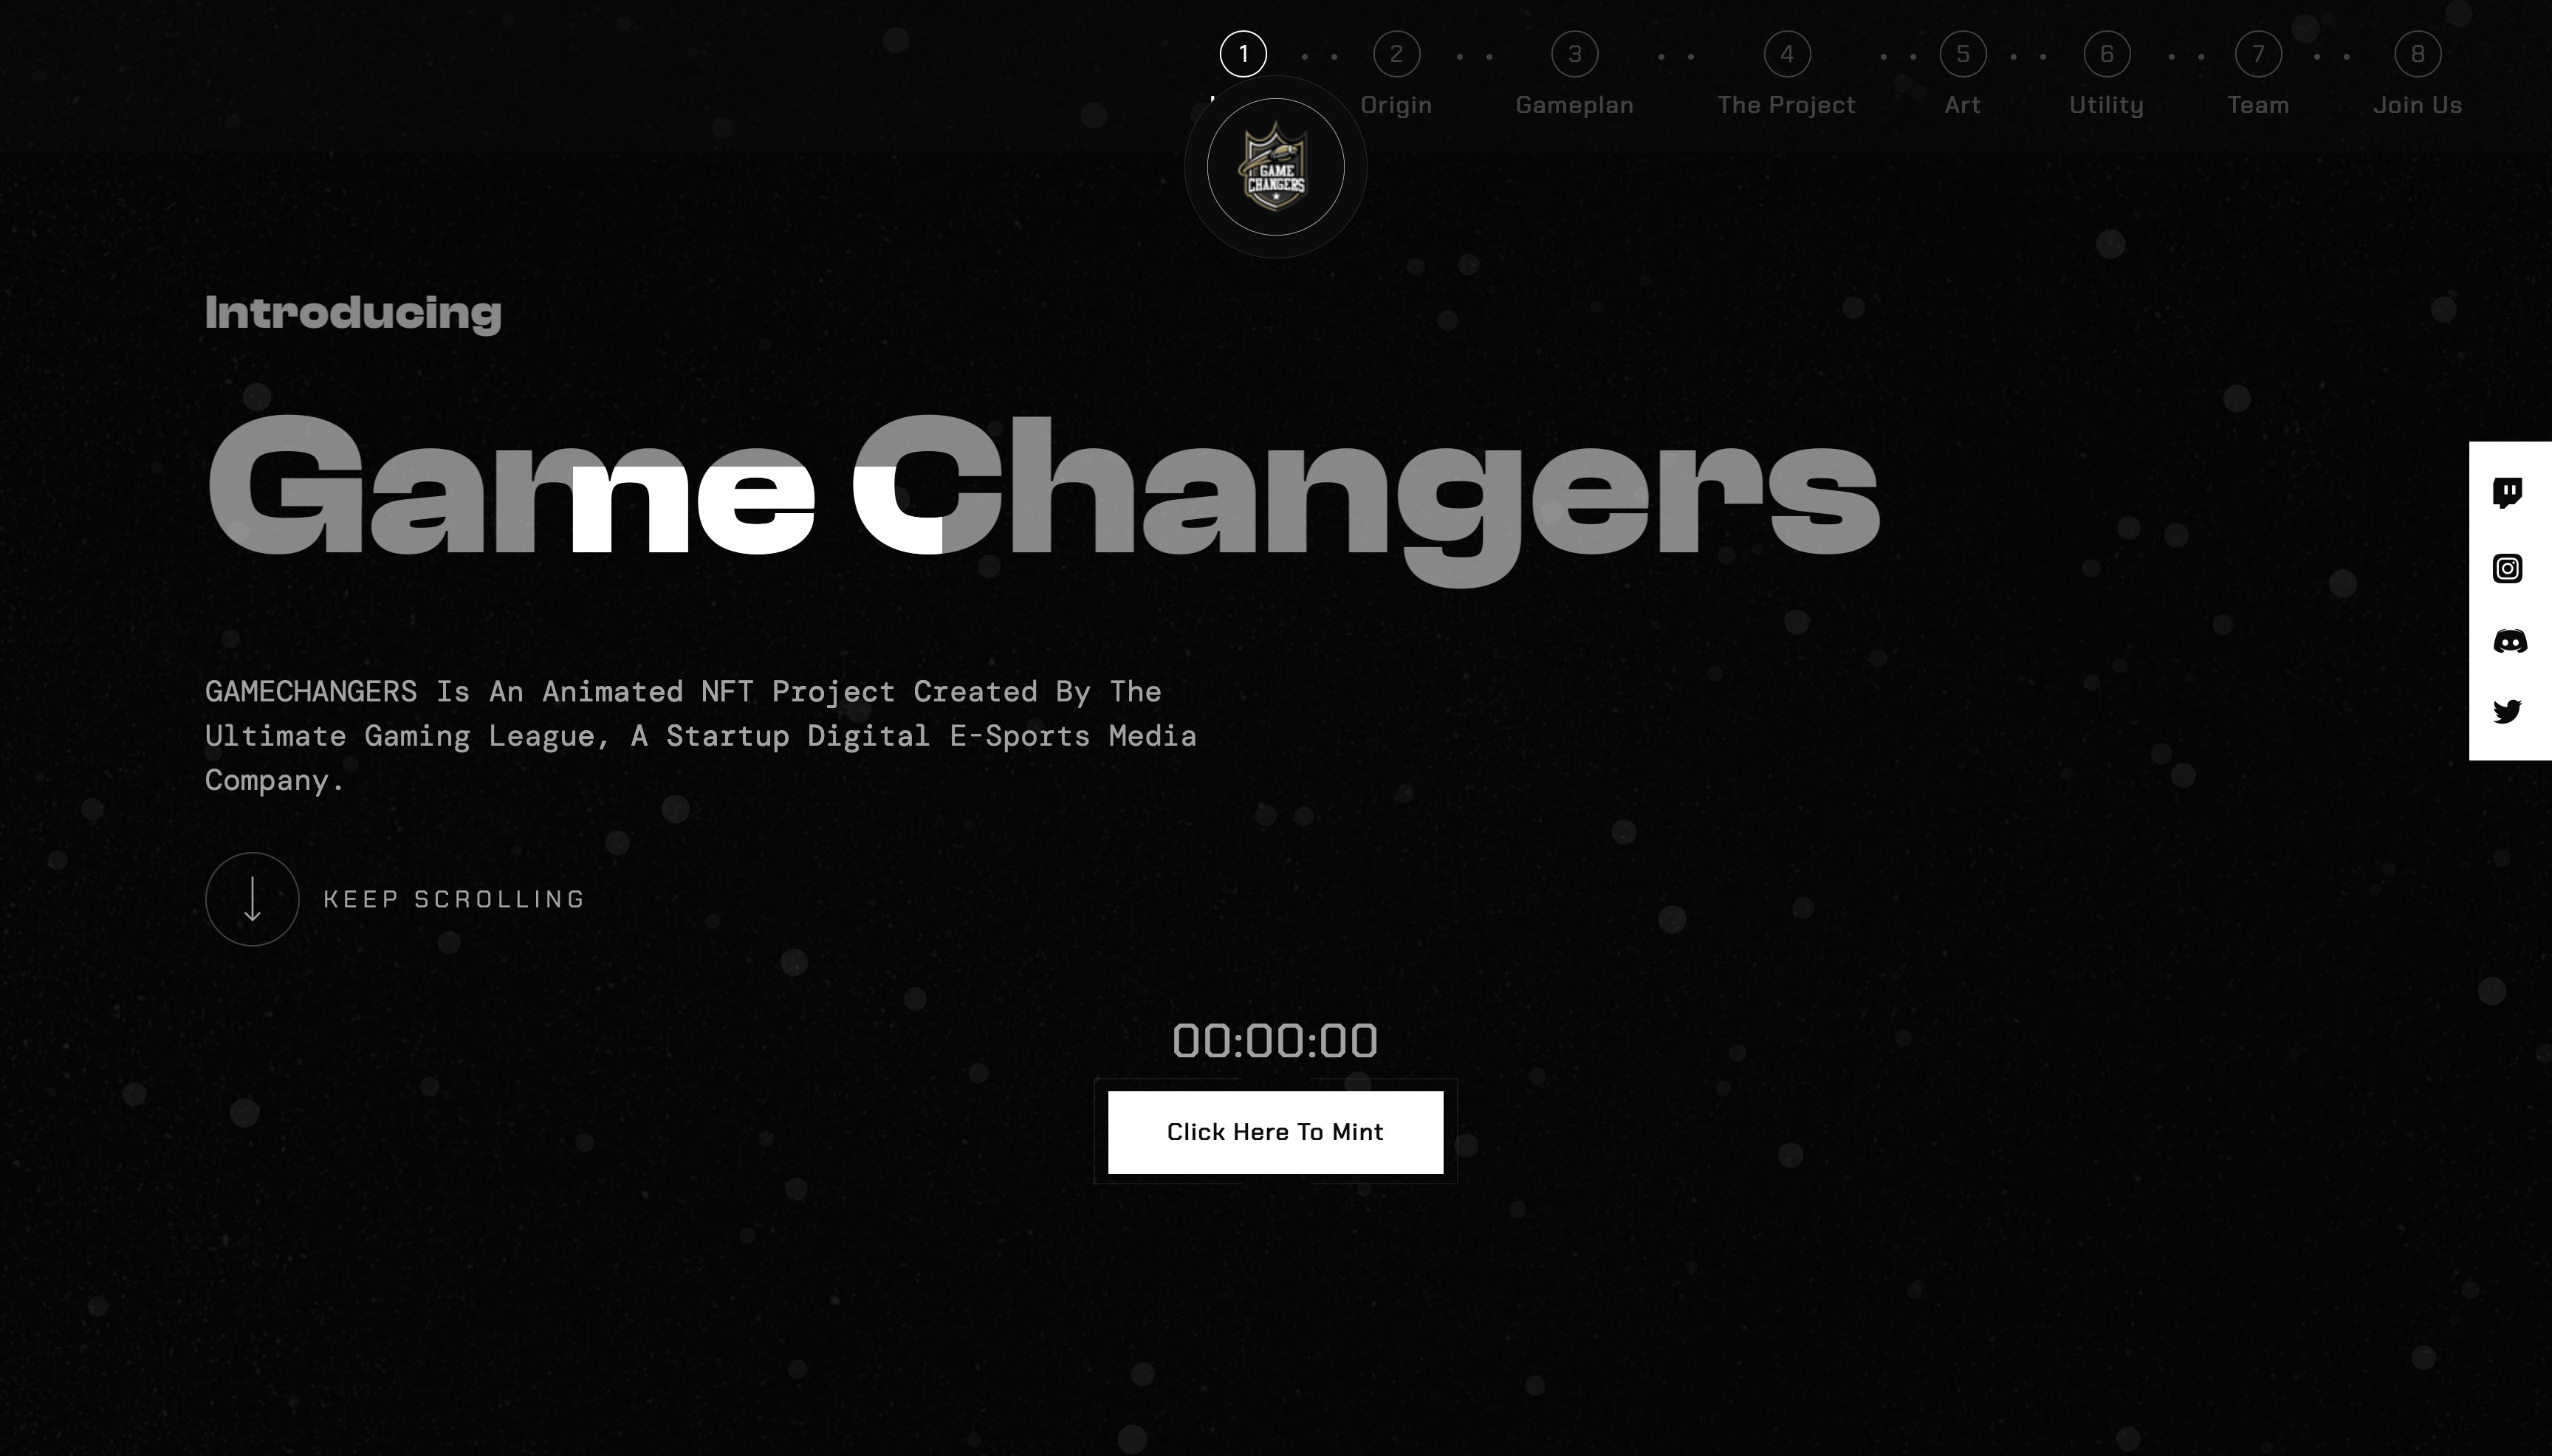 1 2 3 4 5 6 7 8
Origin Gameplan The Project Art Utility Team Join Us
GAME
CHANGERS
Introducing
Game Changers
GAMECHANGERS Is An Animated NFT Project Created By The
Ultimate Gaming League, A Startup Digital E-Sports Media
Company.
KEEP SCROLLING
00:00:00
Click Here To Mint